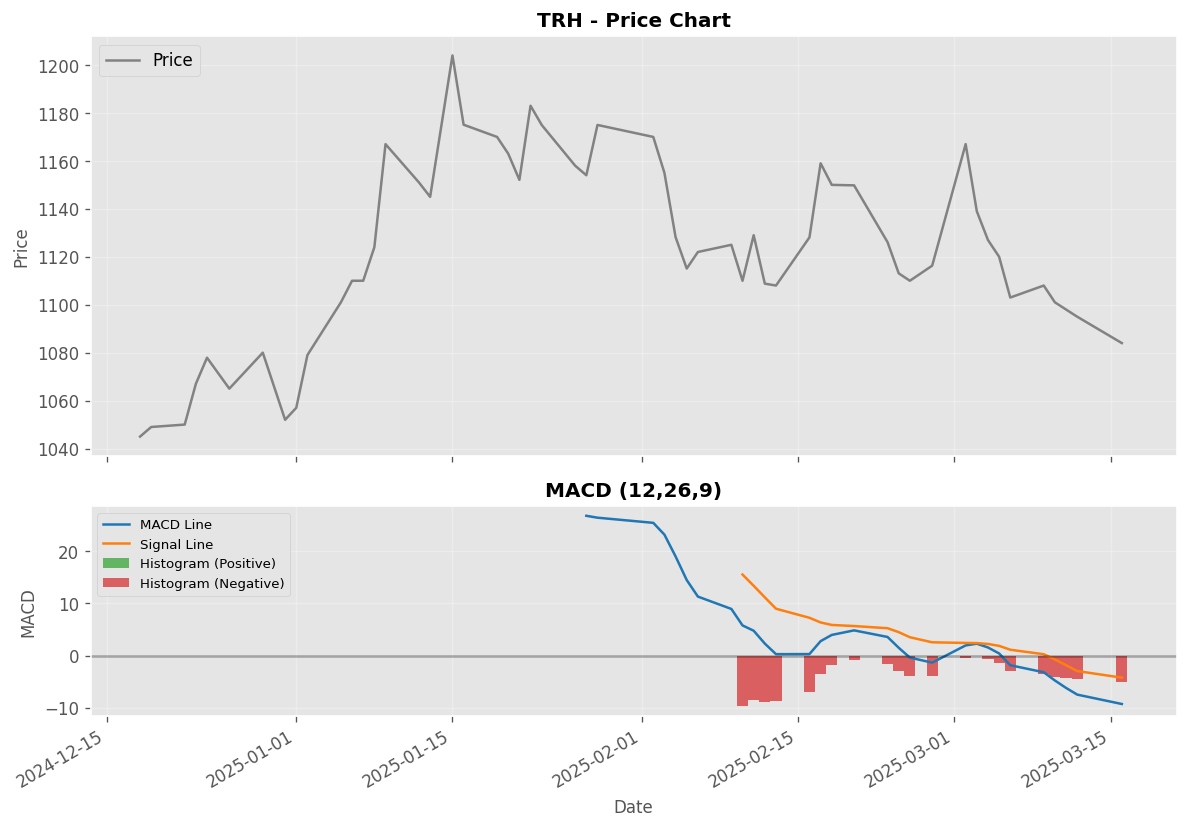 TRH - Price Chart
Price
1200
1180
1160
1140
1120
1100
1080
1060
1040
Price
MACD (12,26,9)
MACD Line
Signal Line
Histogram (Positive)
Histogram (Negative)
20
10
0
−10
MACD
2024-12-15
2025-01-01
2025-01-15
2025-02-01
2025-02-15
2025-03-01
2025-03-15
Date